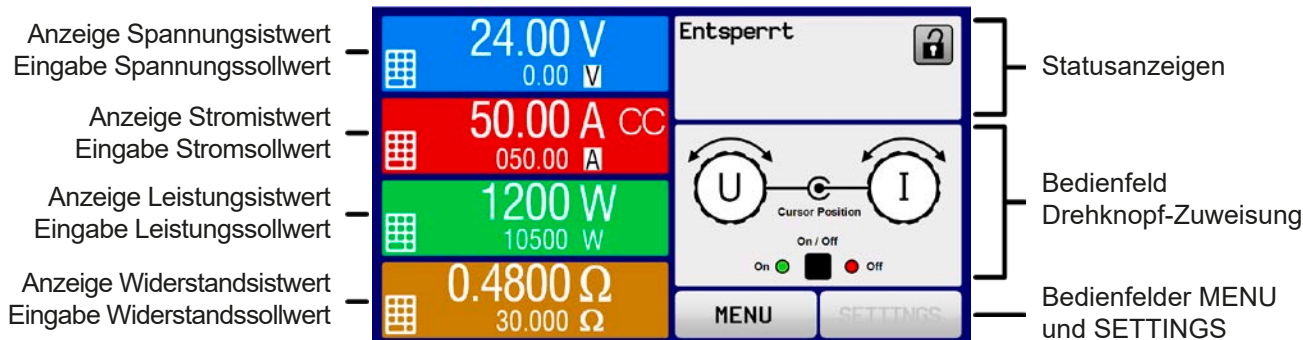 Anzeige Spannungsistwert
Eingabe Spannungssollwert
Anzeige Stromistwert
Eingabe Stromsollwert
Anzeige Leistungsistwert
Eingabe Leistungssollwert
Anzeige Widerstandsistwert
Eingabe Widerstandssollwert
24.00 V
0.00 V
50.00 A CC
050.00 A
1200 W
10500 W
0.4800 Ω
30.000 Ω
Entsperrt
U
I
Cursor Position
On / Off
On
Off
MENU
SETTINGS
Statusanzeigen
Bedienfeld
Drehknopf-Zuweisung
Bedienfelder MENU
und SETTINGS